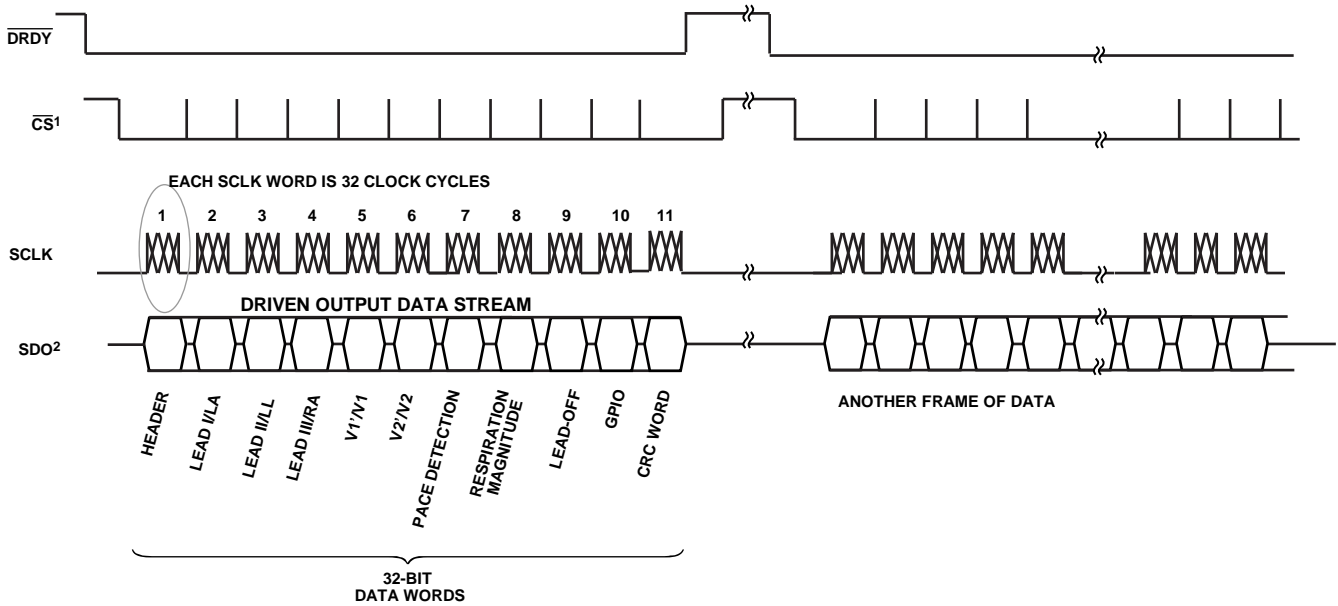 DRDY
CS1
EACH SCLK WORD IS 32 CLOCK CYCLES
1 2 3 4 5 6 7 8 9 10 11
SCLK
DRIVEN OUTPUT DATA STREAM
SDO2
HEADER
LEAD I/LA
LEAD II/LL
LEAD III/RA
V1'/V1
V2'/V2
PACE DETECTION
RESPIRATION
MAGNITUDE
LEAD-OFF
GPIO
CRC WORD
ANOTHER FRAME OF DATA
32-BIT
DATA WORDS